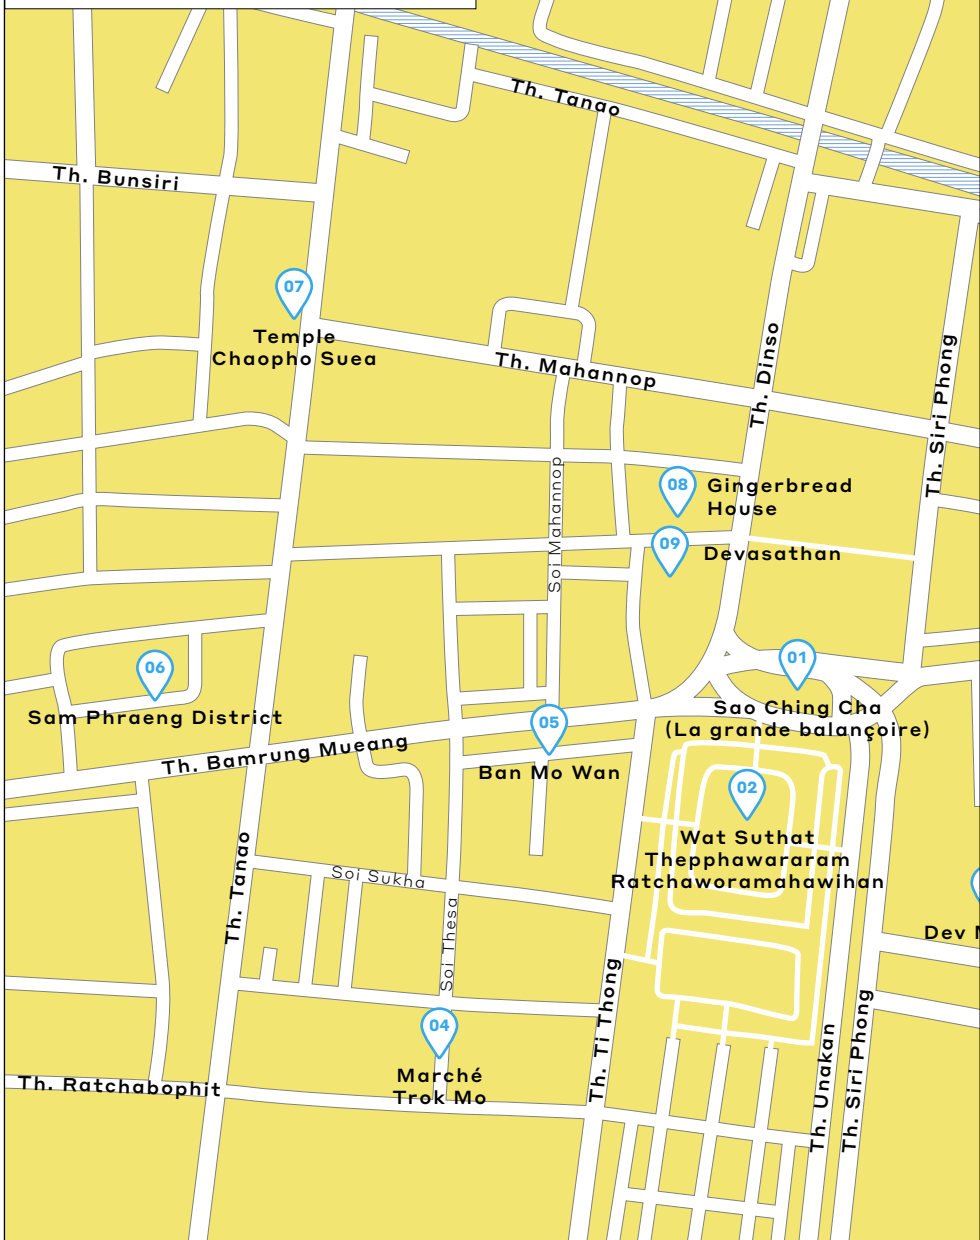 Th. Tanao
Th. Bunsiri
07
Temple
Chaopho Suea
Th. Mahannop
Th. Dinso
Th. Siri Phong
Soi Mahannop
08
Gingerbread
House
09
Devasathan
01
Sao Ching Cha
(La grande balançoire)
06
Sam Phraeng District
05
Ban Mo Wan
Th. Bamrung Mueang
02
Wat Suthat
Thepphawararam
Ratchaworamahawihan
Th. Tanao
Soi Sukha
Soi Thesa
Dev
Th. Ti Thong
Th. Unakan
Th. Siri Phong
04
Marché
Trok Mo
Th. Ratchabophit